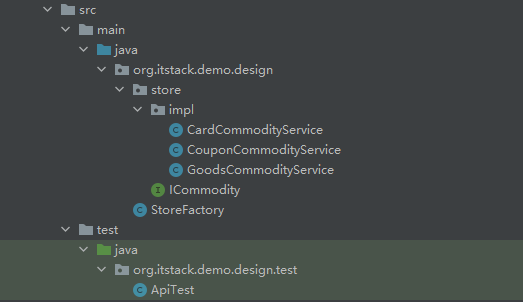 src
main
java
org.itstack.demo.design
store
impl
C CardCommodityService
C CouponCommodityService
C GoodsCommodityService
I ICommodity
C StoreFactory
test
java
org.itstack.demo.design.test
C ApiTest